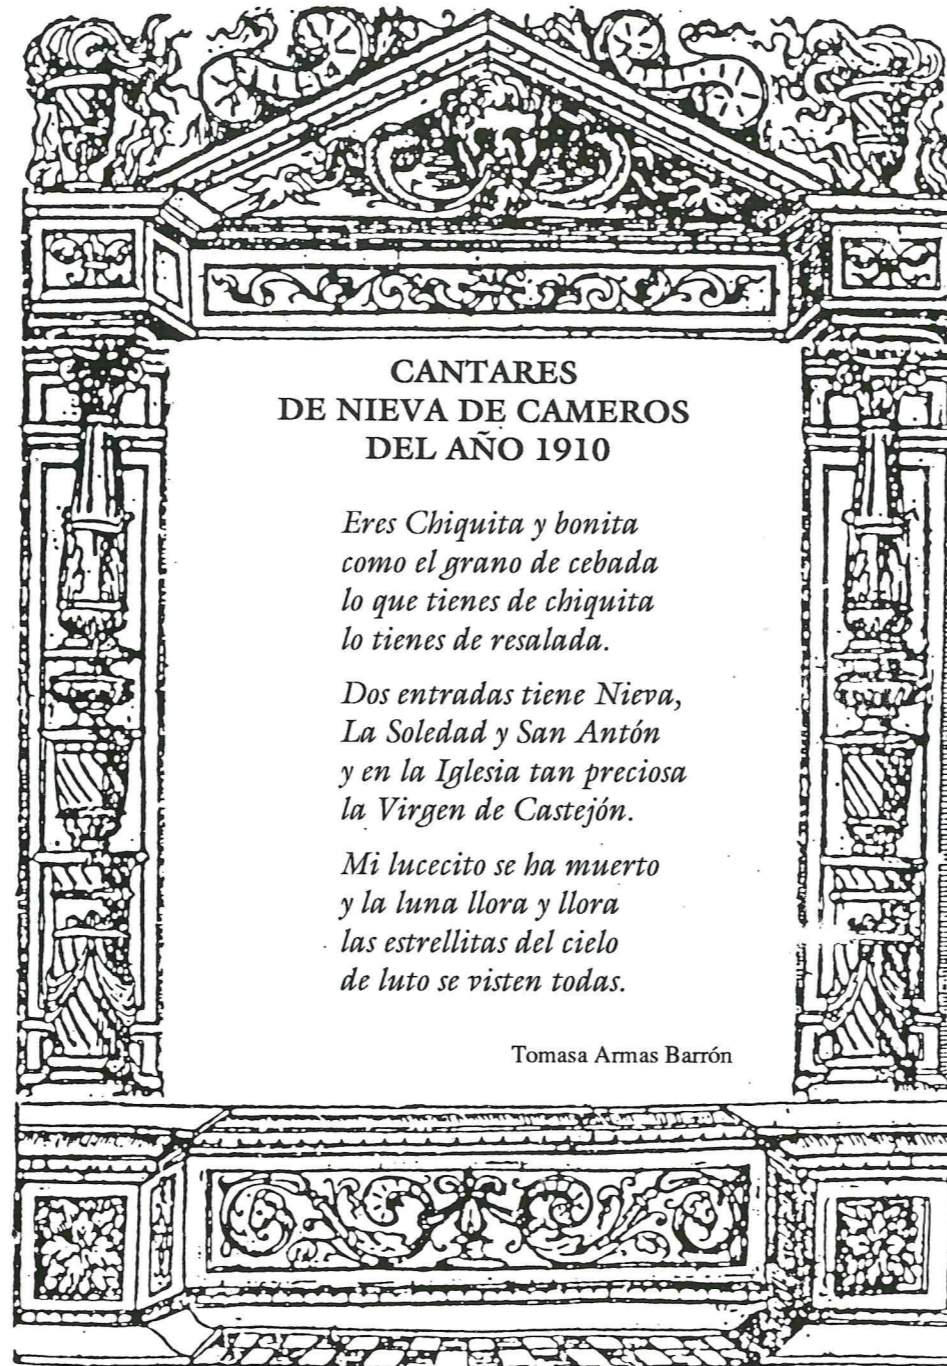 CANTARES
DE NIEVA DE CAMEROS
DEL AÑO 1910
Eres Chiquita y bonita
como el grano de cebada
lo que tienes de chiquita
lo tienes de resalada.
Dos entradas tiene Nieva,
La Soledad y San Antón
y en la Iglesia tan preciosa
la Virgen de Castejón.
Mi lucecito se ha muerto
y la luna llora y llora
las estrellitas del cielo
de luto se visten todas.
Tomasa Armas Barrón